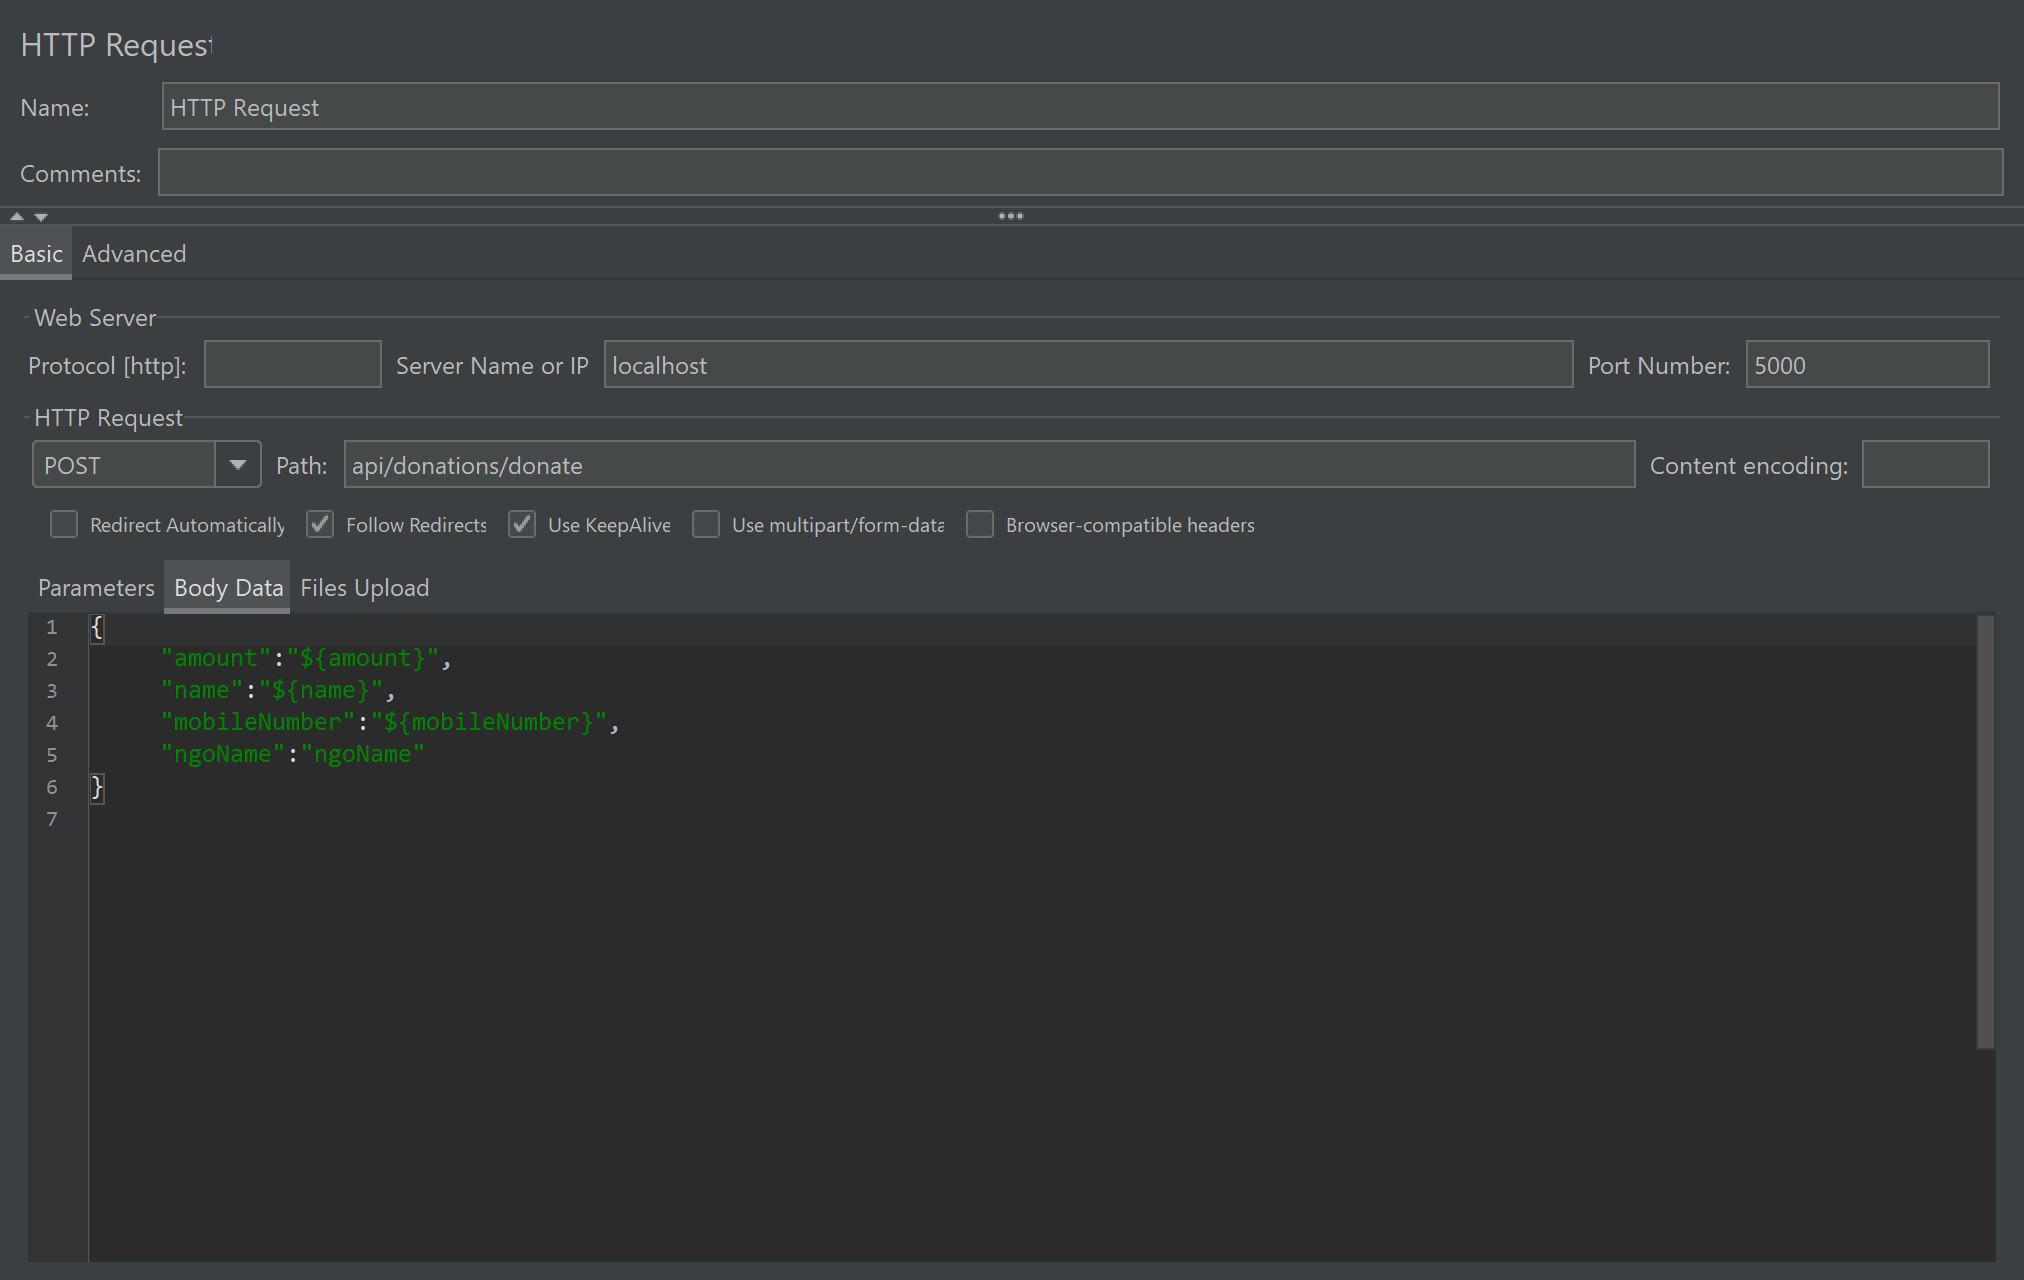 HTTP Request
Name: HTTP Request
Comments:
Basic Advanced
Web Server
Protocol [http]: Server Name or IP localhost Port Number: 5000
HTTP Request
POST Path: api/donations/donate Content encoding:
Redirect Automatically Follow Redirects Use KeepAlive Use multipart/form-data Browser-compatible headers
Parameters Body Data Files Upload
1 {
2 "amount":"${amount}",
3 "name":"${name}",
4 "mobileNumber":"${mobileNumber}",
5 "ngoName":"ngoName"
6 }
7